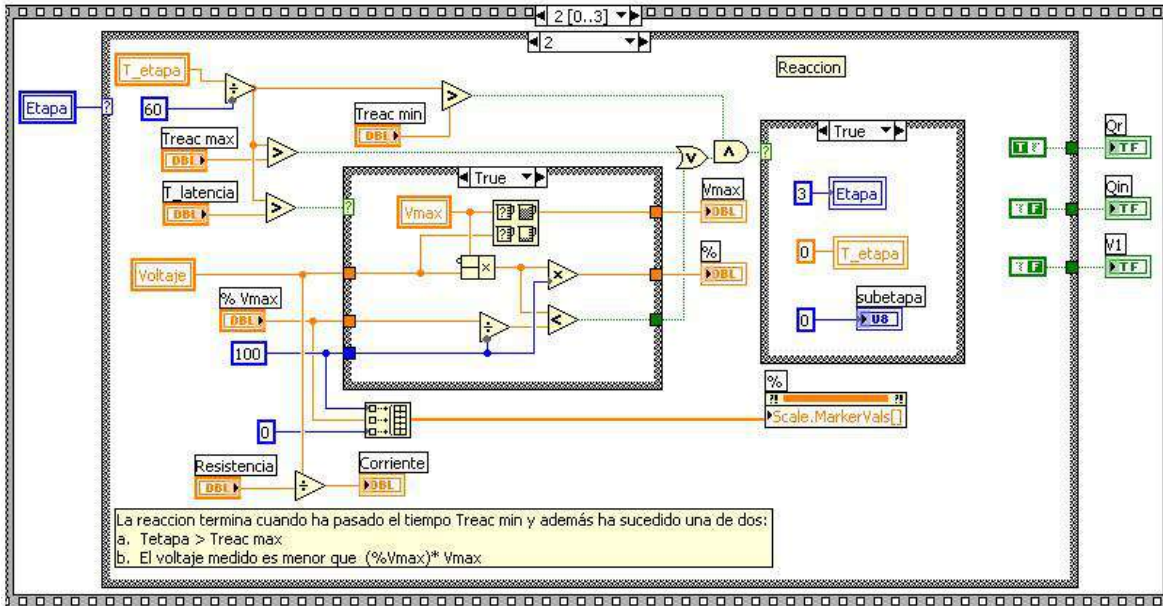 2 [0..3]
2
T_etapa
Reaccion
Etapa
60
Treac min
DBL
True
Treac max
DBL
Qr
TF
True
T_latencia
DBL
Vmax
Vmax
DBL
3
Etapa
Qin
TF
%
DBL
0
T_etapa
V1
TF
Voltaje
% Vmax
DBL
subetapa
0
U8
100
%
Scale.MarkerVals[]
0
Resistencia
DBL
Corriente
DBL
La reaccion termina cuando ha pasado el tiempo Treac min y además ha sucedido una de dos:
a. Tetapa > Treac max
b. El voltaje medido es menor que (%Vmax)* Vmax